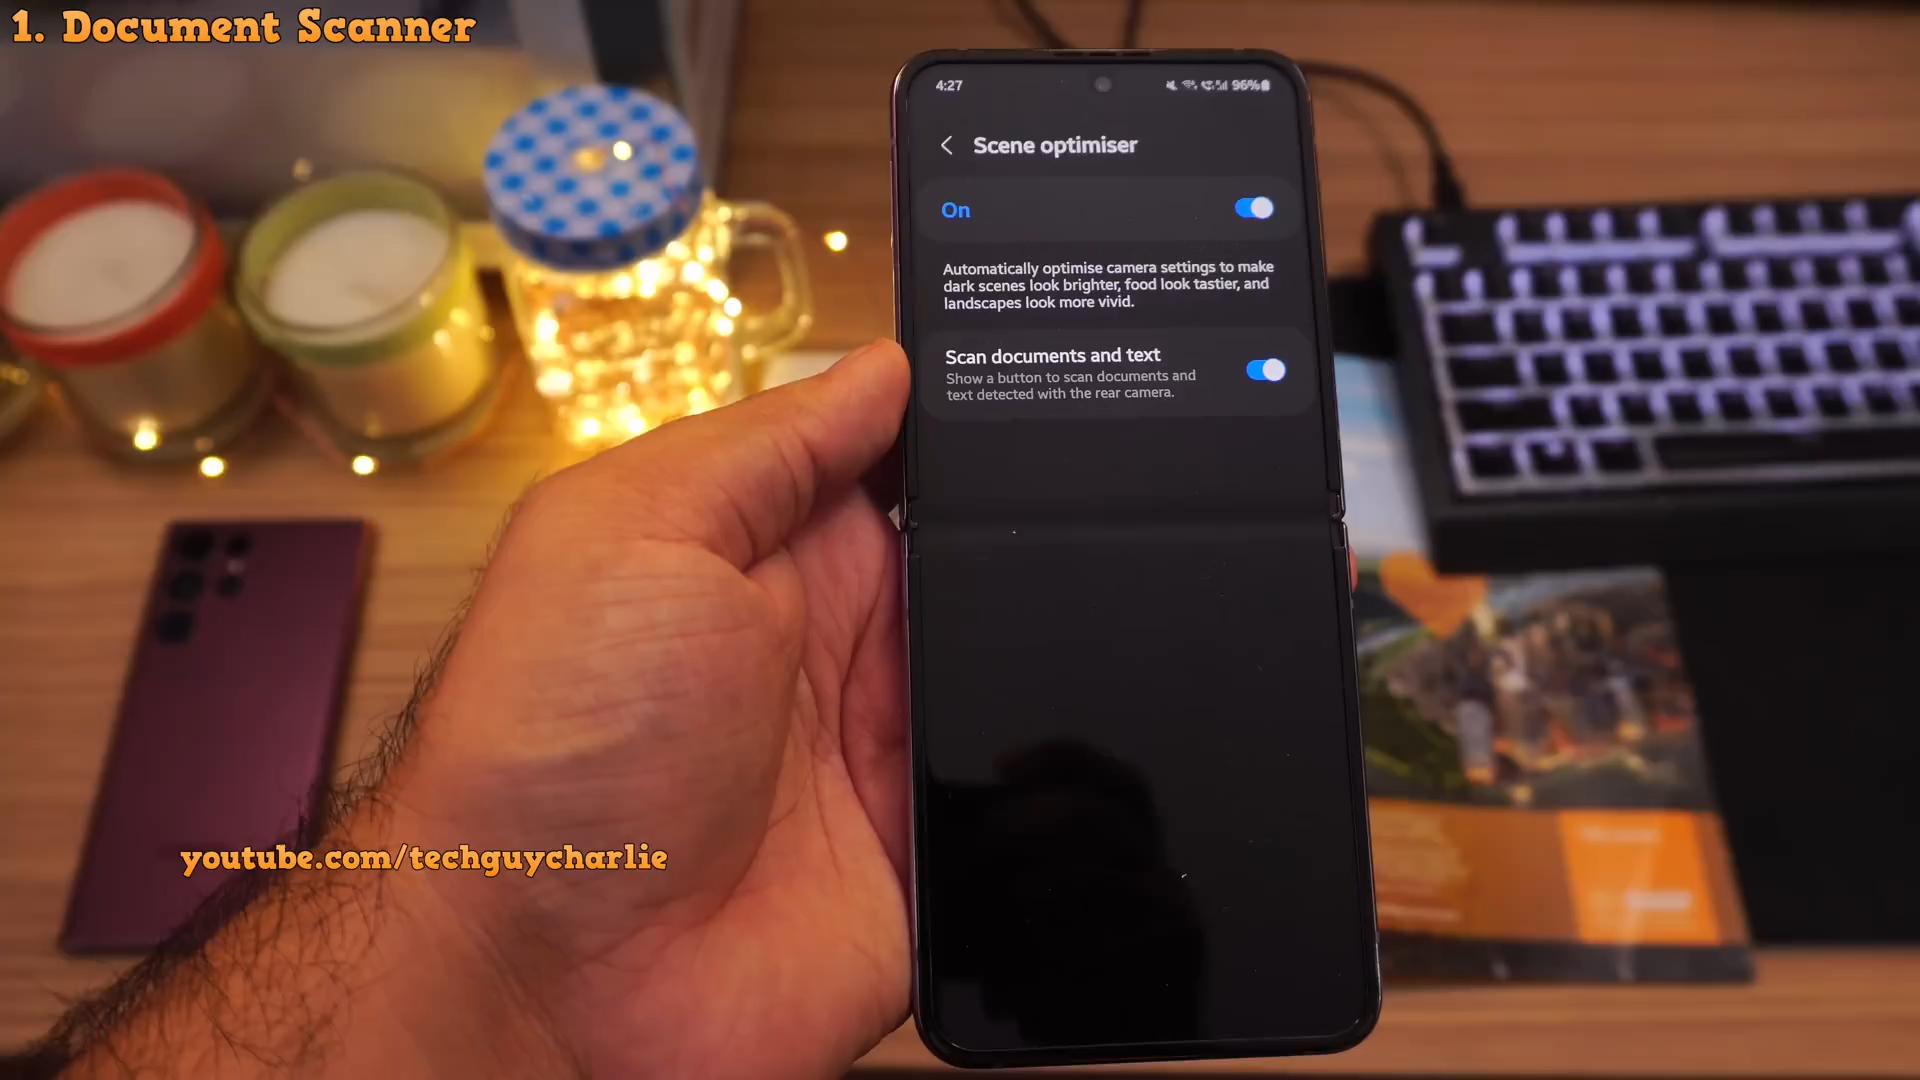 1. Document Scanner
4:27
96%
Scene optimiser
On
Automatically optimise camera settings to make
dark scenes look brighter, food look tastier, and
landscapes look more vivid.
Scan documents and text
Show a button to scan documents and
text detected with the rear camera.
youtube.com/techguycharlie